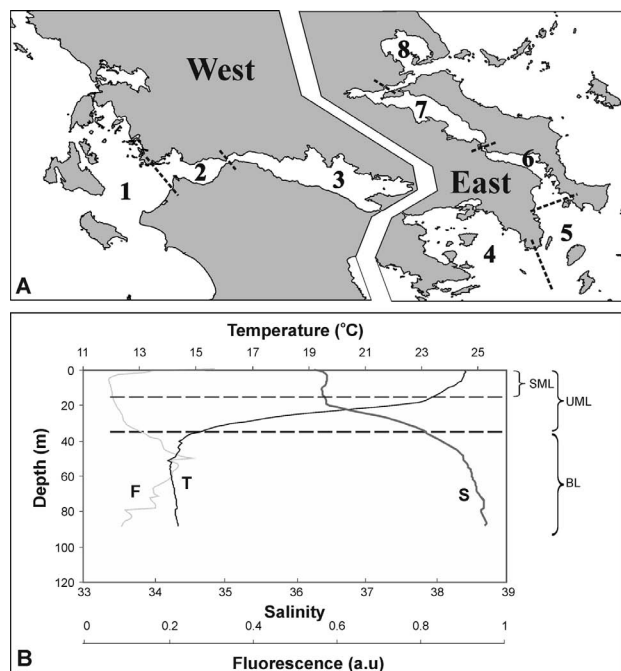 West
8
7
6
2
3
East
1
4
5
A
Temperature (°C)
11 13 15 17 19 21 23 25
0
20
40
60
80
100
120
Depth (m)
SML
UML
BL
F
T
S
33 34 35 36 37 38 39
Salinity
0 0.2 0.4 0.6 0.8 1
B
Fluorescence (a.u)